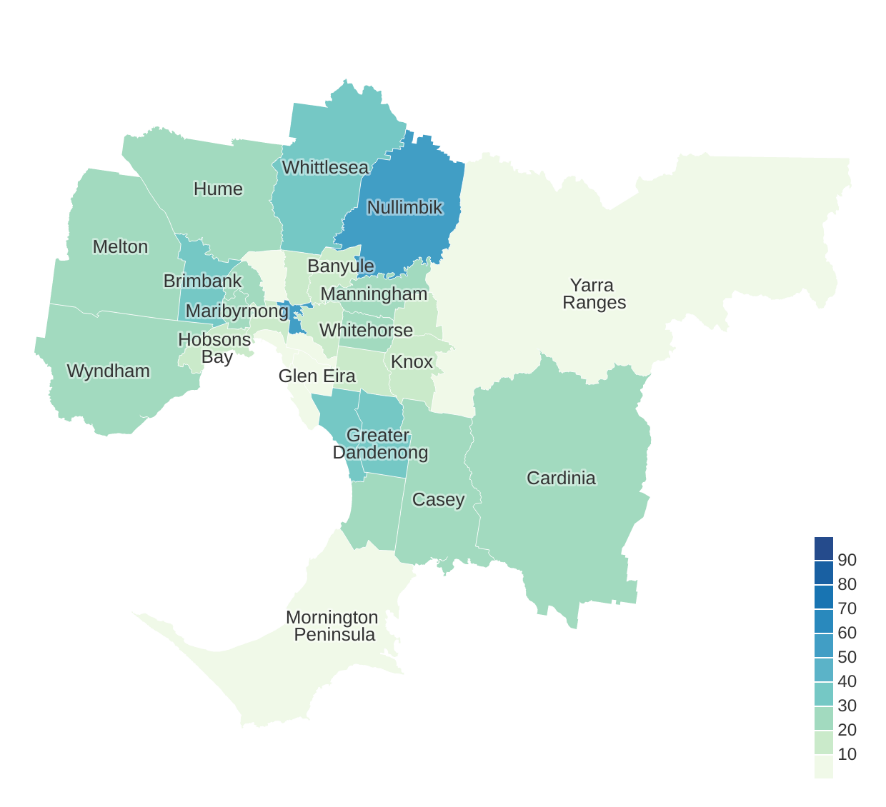 Whittlesea
Hume
Nullimbik
Melton
Banyule
Brimbank
Yarra
Ranges
Manningham
Maribyrnong
Whitehorse
Hobsons
Bay
Knox
Wyndham
Glen Eira
Greater
Dandenong
Cardinia
Casey
Mornington
Peninsula
90
80
70
60
50
40
30
20
10